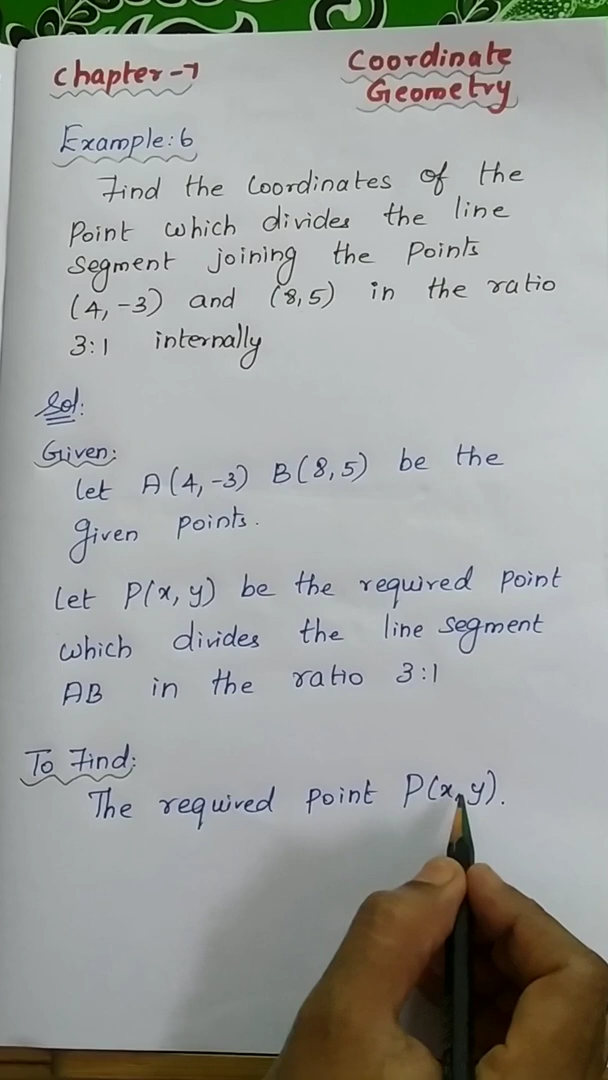 Chapter-7
Coordinate
Geometry
Example: 6
Find the Coordinates of the
Point which divides the line
Segment joining the Points
(4, -3) and (8, 5) in the ratio
3:1 internally
Sol:
Given:
Let A(4, -3) B(8, 5) be the
given points.
Let P(x, y) be the required point
which divides the line segment
AB in the ratio 3:1
To Find:
The required point P(x, y).